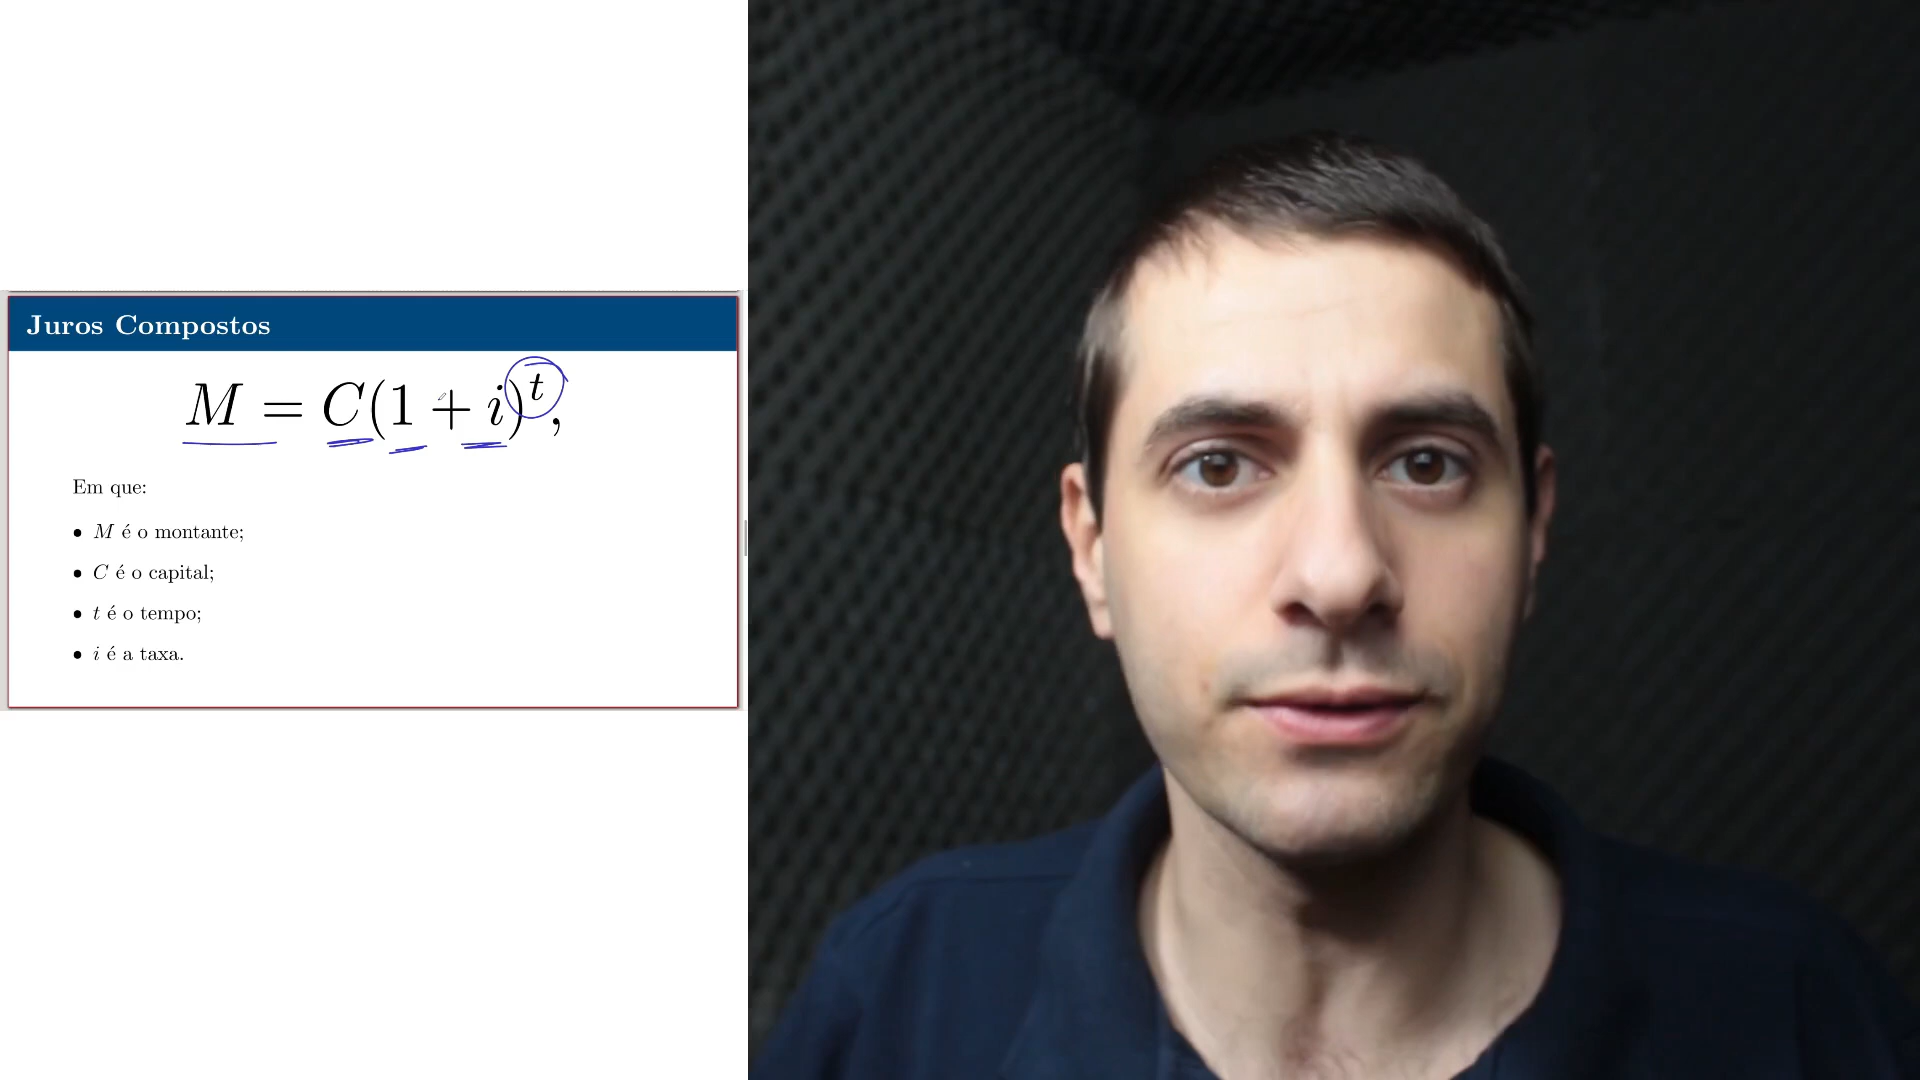 Juros Compostos
M = C(1 + i)^t,
Em que:
• M é o montante;
• C é o capital;
• t é o tempo;
• i é a taxa.